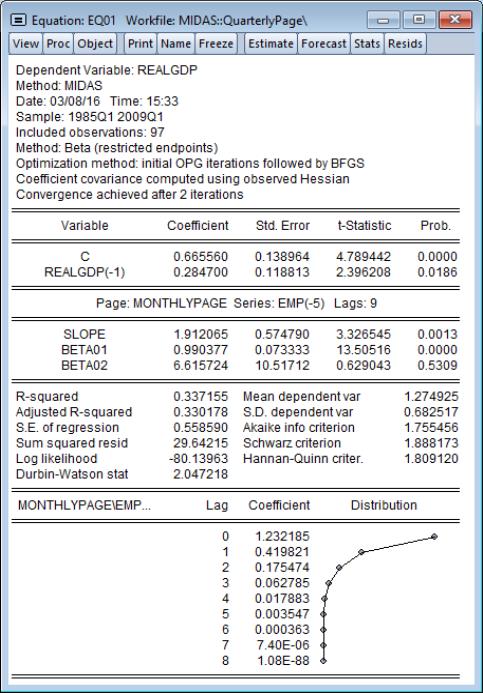 Equation: EQ01 Workfile: MIDAS::QuarterlyPage\
View Proc Object Print Name Freeze Estimate Forecast Stats Resids
Dependent Variable: REALGDP
Method: MIDAS
Date: 03/08/16 Time: 15:33
Sample: 1985Q1 2009Q1
Included observations: 97
Method: Beta (restricted endpoints)
Optimization method: initial OPG iterations followed by BFGS
Coefficient covariance computed using observed Hessian
Convergence achieved after 2 iterations
Variable Coefficient Std. Error t-Statistic Prob.
C 0.665560 0.138964 4.789442 0.0000
REALGDP(-1) 0.284700 0.118813 2.396208 0.0186
Page: MONTHLYPAGE Series: EMP(-5) Lags: 9
SLOPE 1.912065 0.574790 3.326545 0.0013
BETA01 0.990377 0.073333 13.50516 0.0000
BETA02 6.615724 10.51712 0.629043 0.5309
R-squared 0.337155 Mean dependent var 1.274925
Adjusted R-squared 0.330178 S.D. dependent var 0.682517
S.E. of regression 0.558590 Akaike info criterion 1.755456
Sum squared resid 29.64215 Schwarz criterion 1.888173
Log likelihood -80.13963 Hannan-Quinn criter. 1.809120
Durbin-Watson stat 2.047218
MONTHLYPAGE\EMP... Lag Coefficient Distribution
0 1.232185
1 0.419821
2 0.175474
3 0.062785
4 0.017883
5 0.003547
6 0.000363
7 7.40E-06
8 1.08E-88